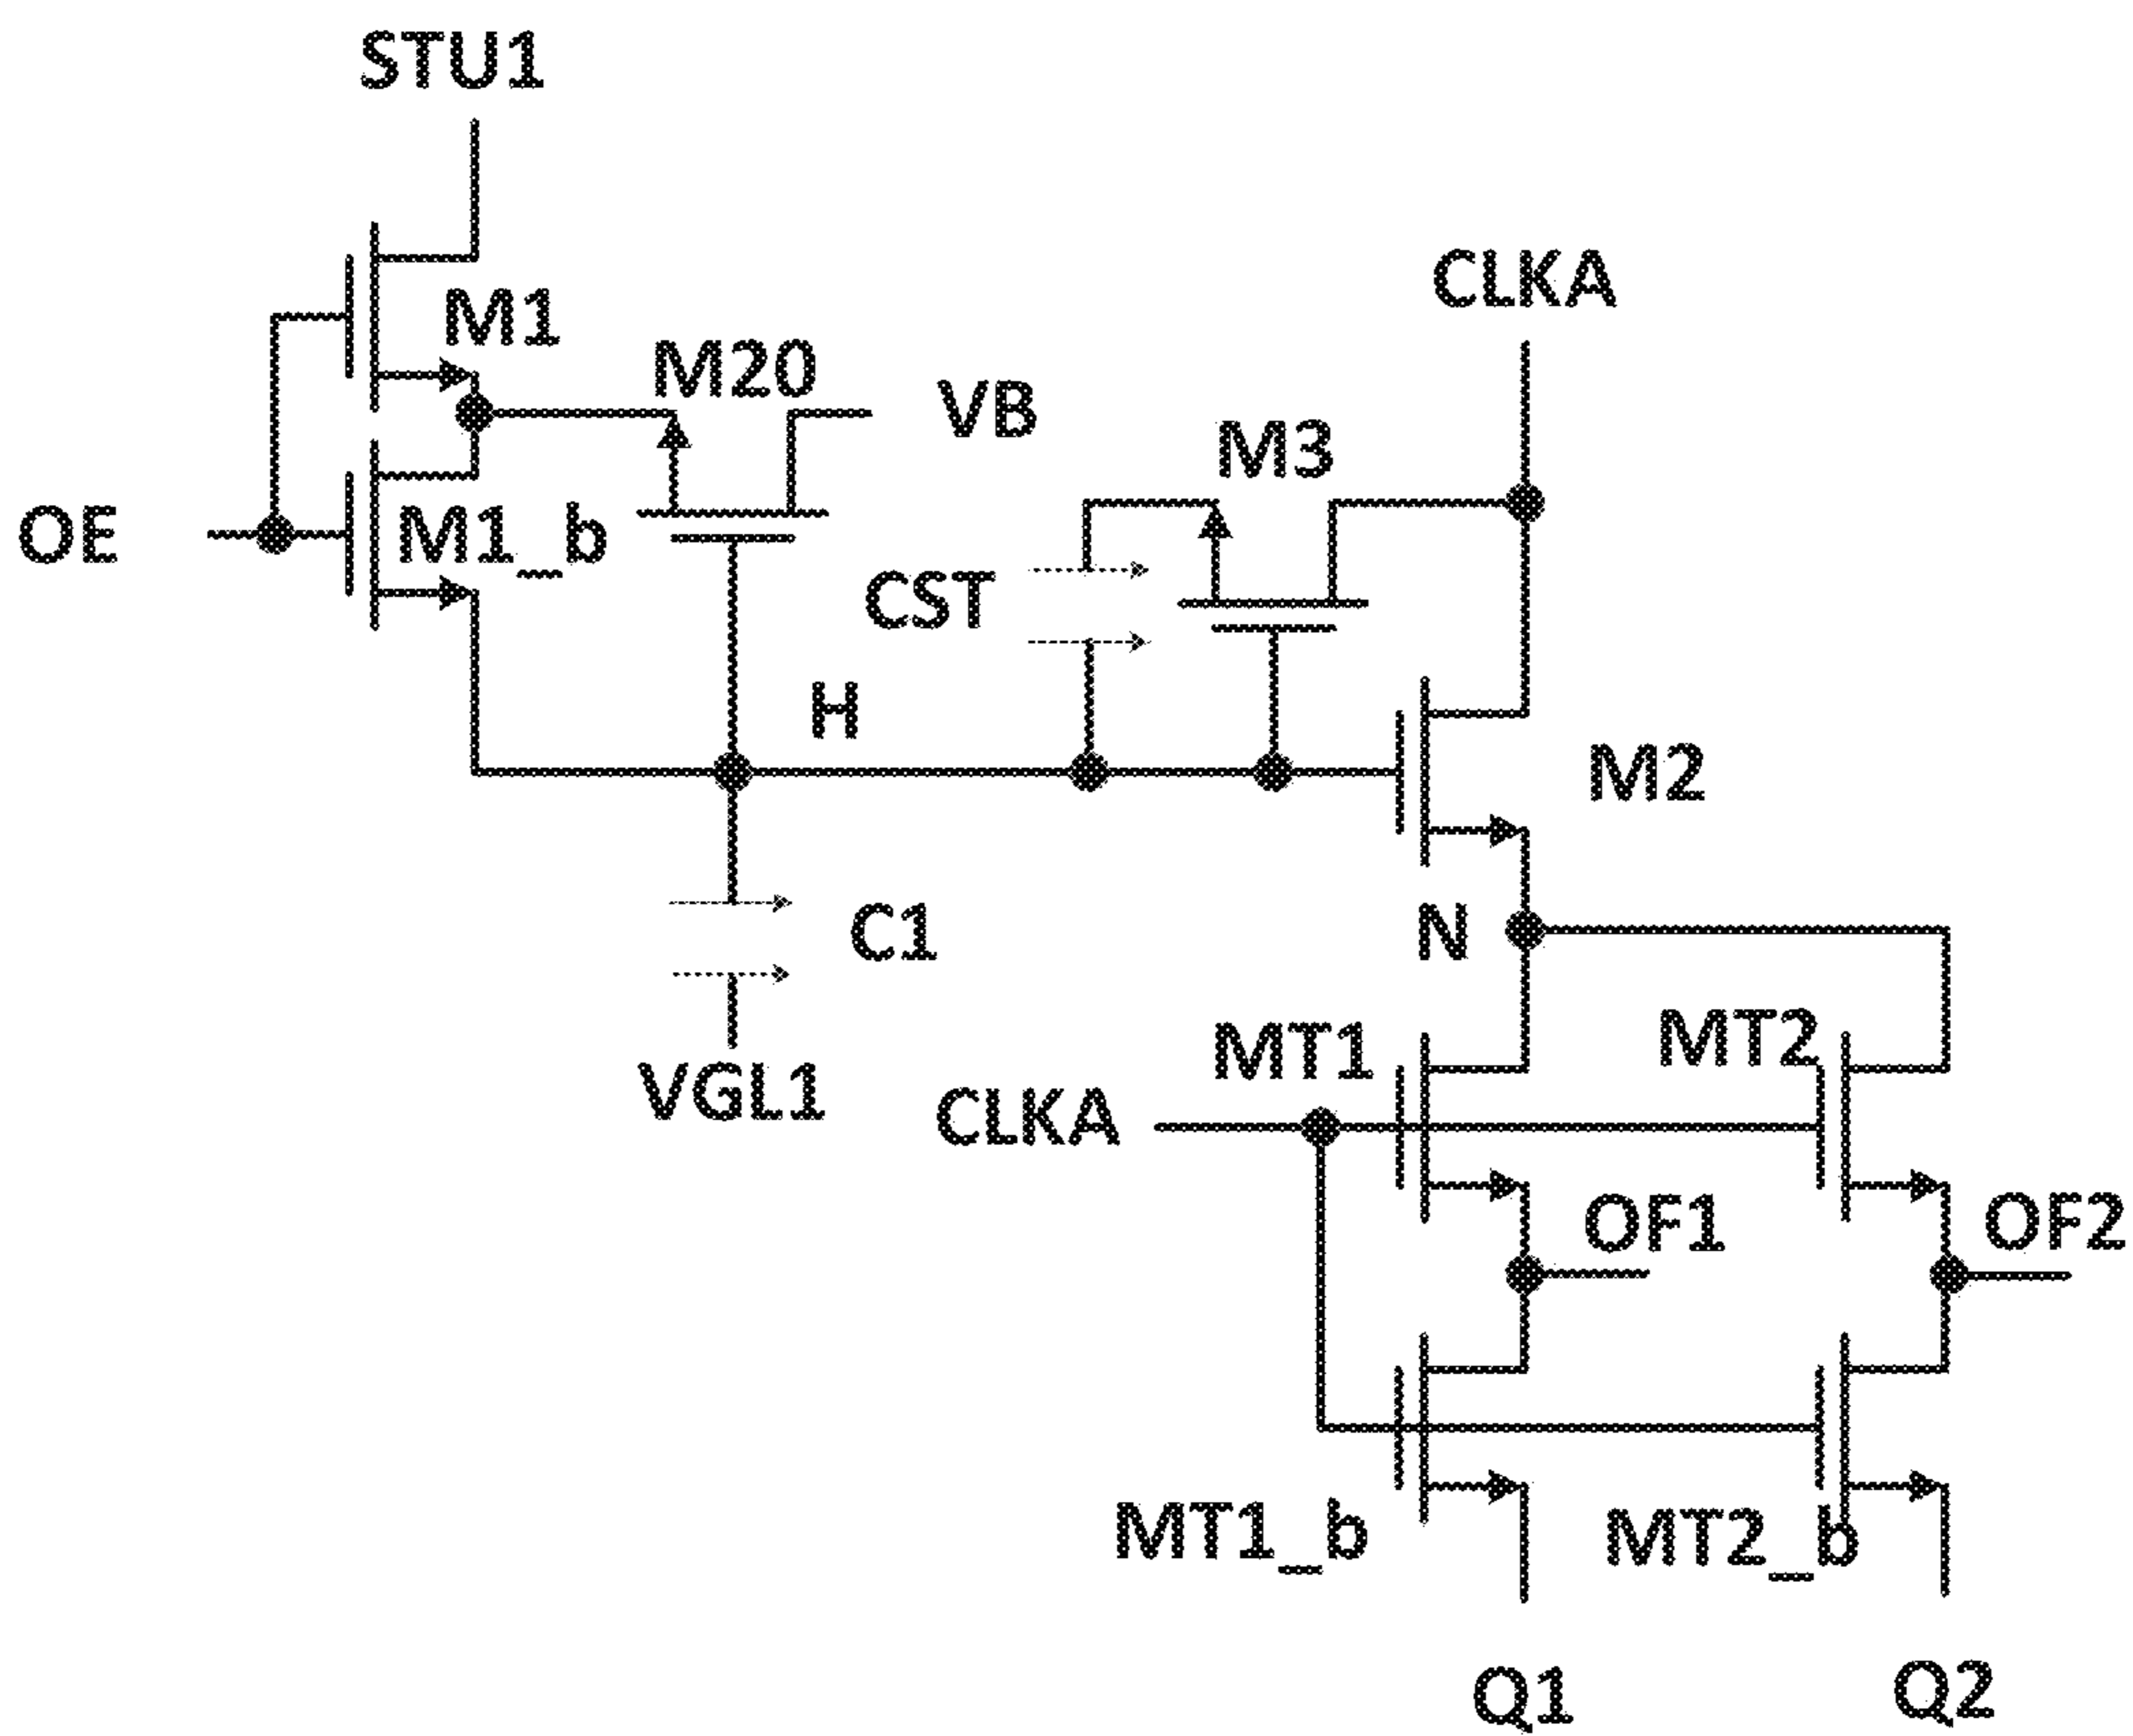 STU1
CLKA
M1
M20
VB
M3
OE
M1_b
CST
H
M2
C1
N
MT1
MT2
VGL1
CLKA
OF1
OF2
MT1_b
MT2_b
Q1
Q2